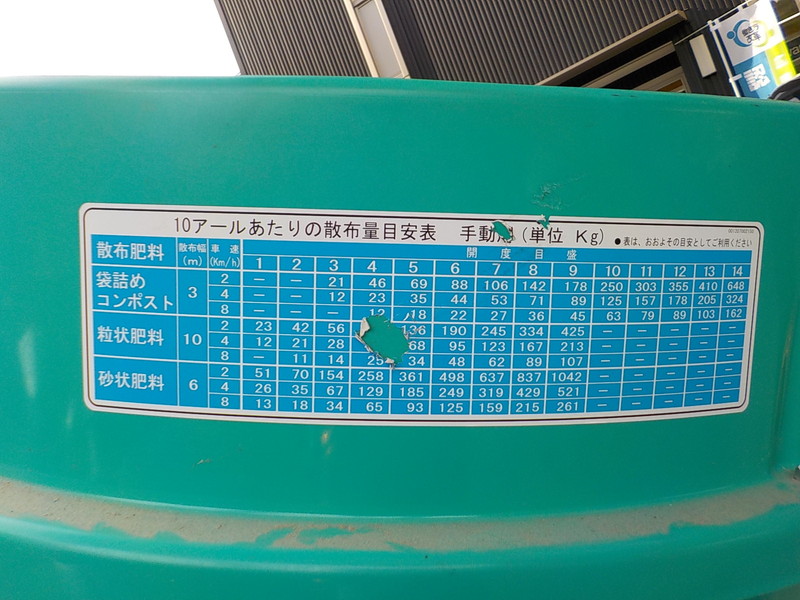 10アールあたりの散布量目安表 手動 (単位 Kg) ●表は、おおよその目安としてご利用ください
散布肥料 散布幅(m) 車速(Km/h) 開度目盛
1 2 3 4 5 6 7 8 9 10 11 12 13 14
袋詰めコンポスト 3 2 － － 21 46 69 88 106 142 178 250 303 355 410 648
4 － － 12 23 35 44 53 71 89 125 157 178 205 324
8 － － － 12 18 22 27 36 45 63 79 89 103 162
粒状肥料 10 2 23 42 56 190 245 334 425 － － － － －
4 12 21 28 68 95 123 167 213 － － － － －
8 － 11 14 25 34 48 62 89 107 － － － － －
砂状肥料 6 2 51 70 154 258 361 498 637 837 1042 － － － － －
4 26 35 67 129 185 249 319 429 521 － － － － －
8 13 18 34 65 93 125 159 215 261 － － － － －